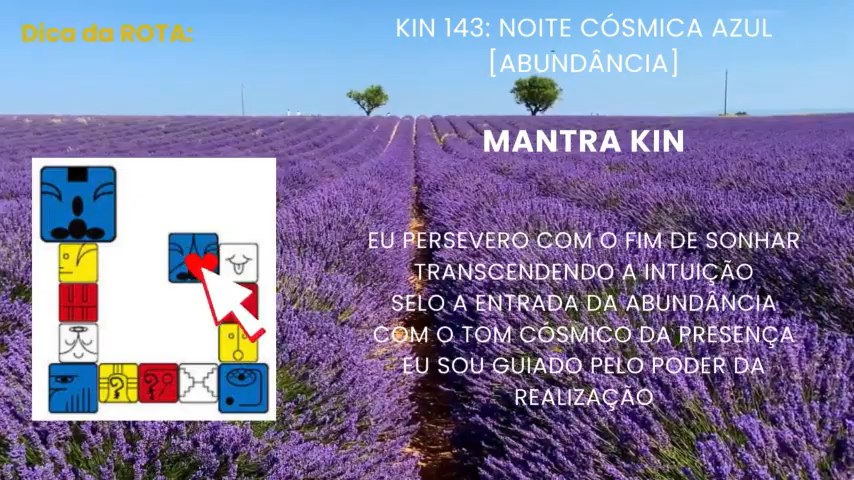 Dica da ROTA:
KIN 143: NOITE CÓSMICA AZUL
[ABUNDÂNCIA]
MANTRA KIN
EU PERSEVERO COM O FIM DE SONHAR
TRANSCENDENDO A INTUIÇÃO
SELO A ENTRADA DA ABUNDÂNCIA
COM O TOM CÓSMICO DA PRESENÇA
EU SOU GUIADO PELO PODER DA
REALIZAÇÃO